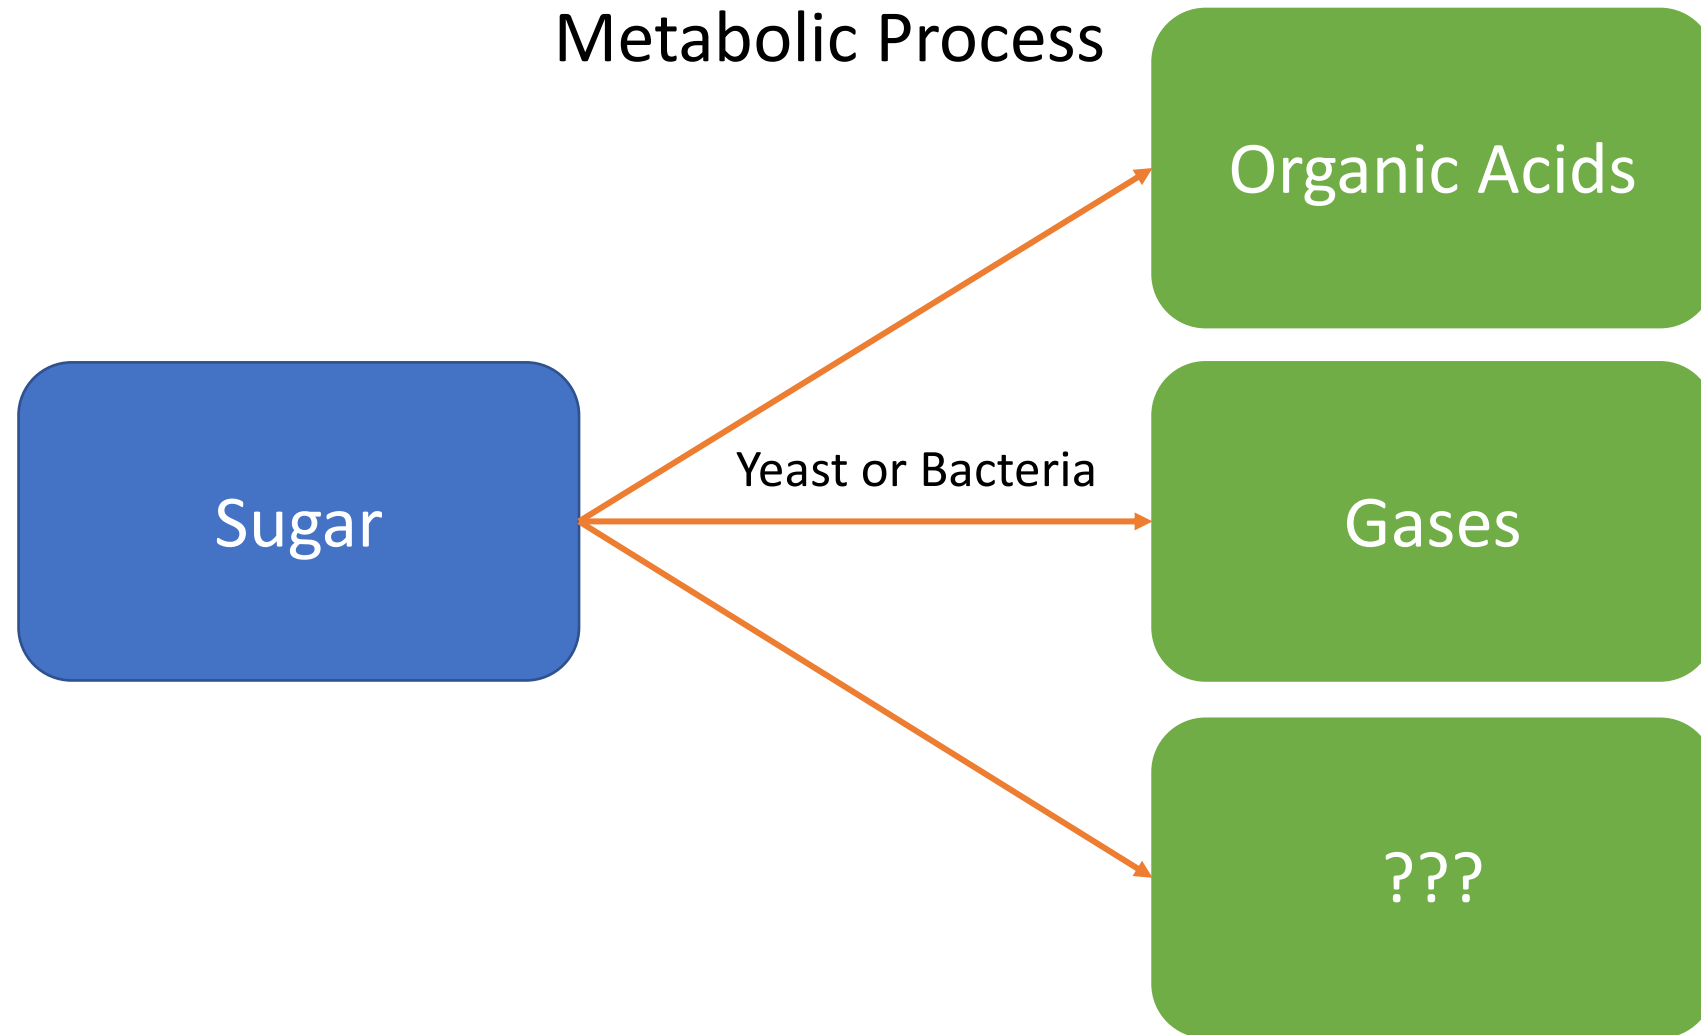 Metabolic Process
Organic Acids
Yeast or Bacteria
Sugar
Gases
???